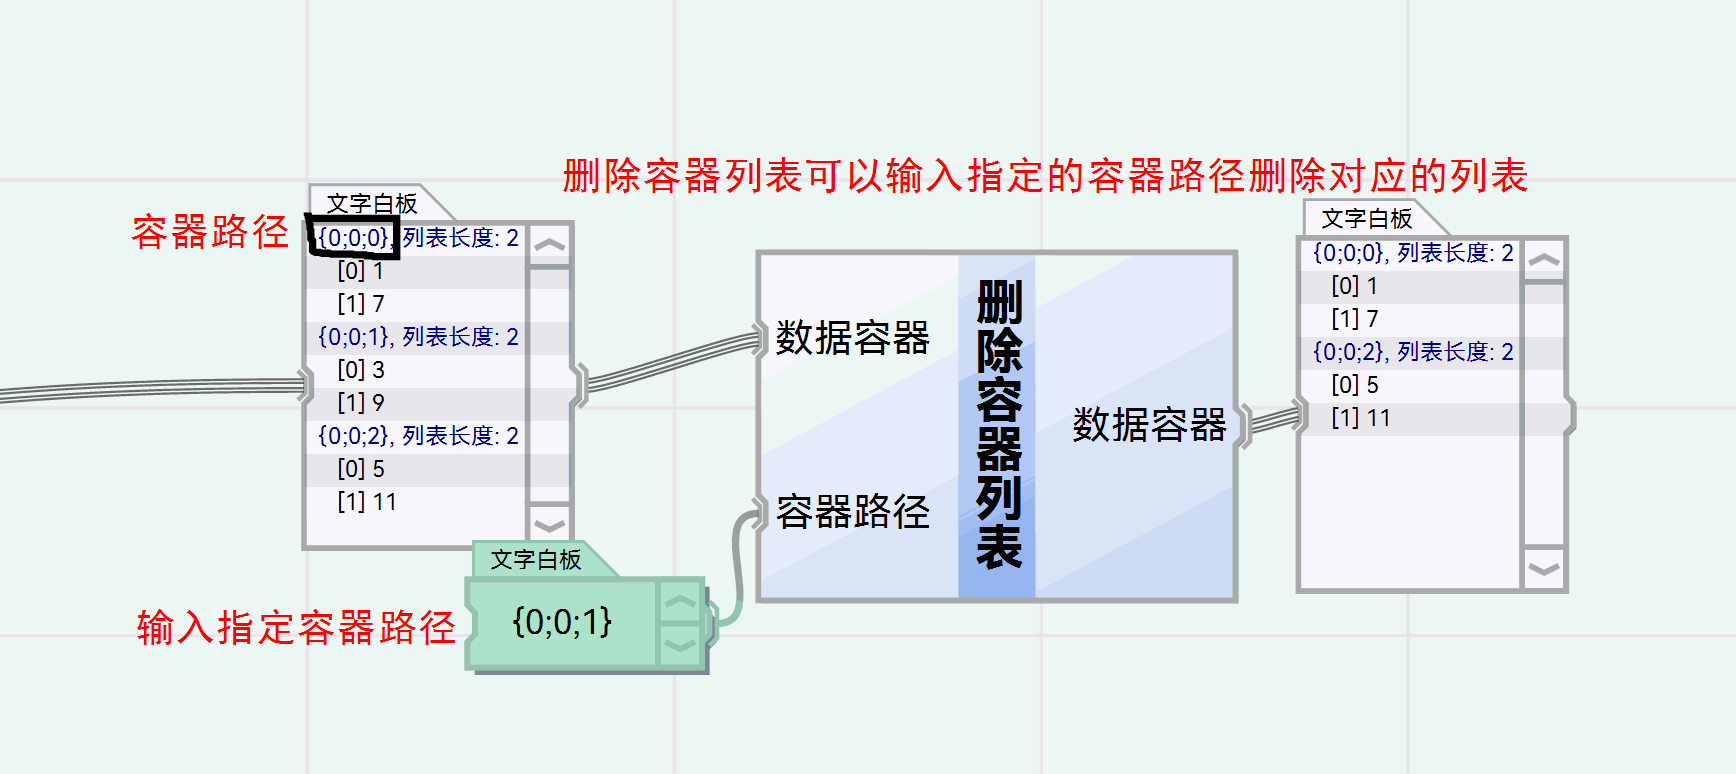 删除容器列表可以输入指定的容器路径删除对应的列表
容器路径
文字白板
{0;0;0}, 列表长度: 2
[0] 1
[1] 7
{0;0;1}, 列表长度: 2
[0] 3
[1] 9
{0;0;2}, 列表长度: 2
[0] 5
[1] 11
输入指定容器路径
文字白板
{0;0;1}
数据容器
容器路径
删除容器列表
数据容器
文字白板
{0;0;0}, 列表长度: 2
[0] 1
[1] 7
{0;0;2}, 列表长度: 2
[0] 5
[1] 11